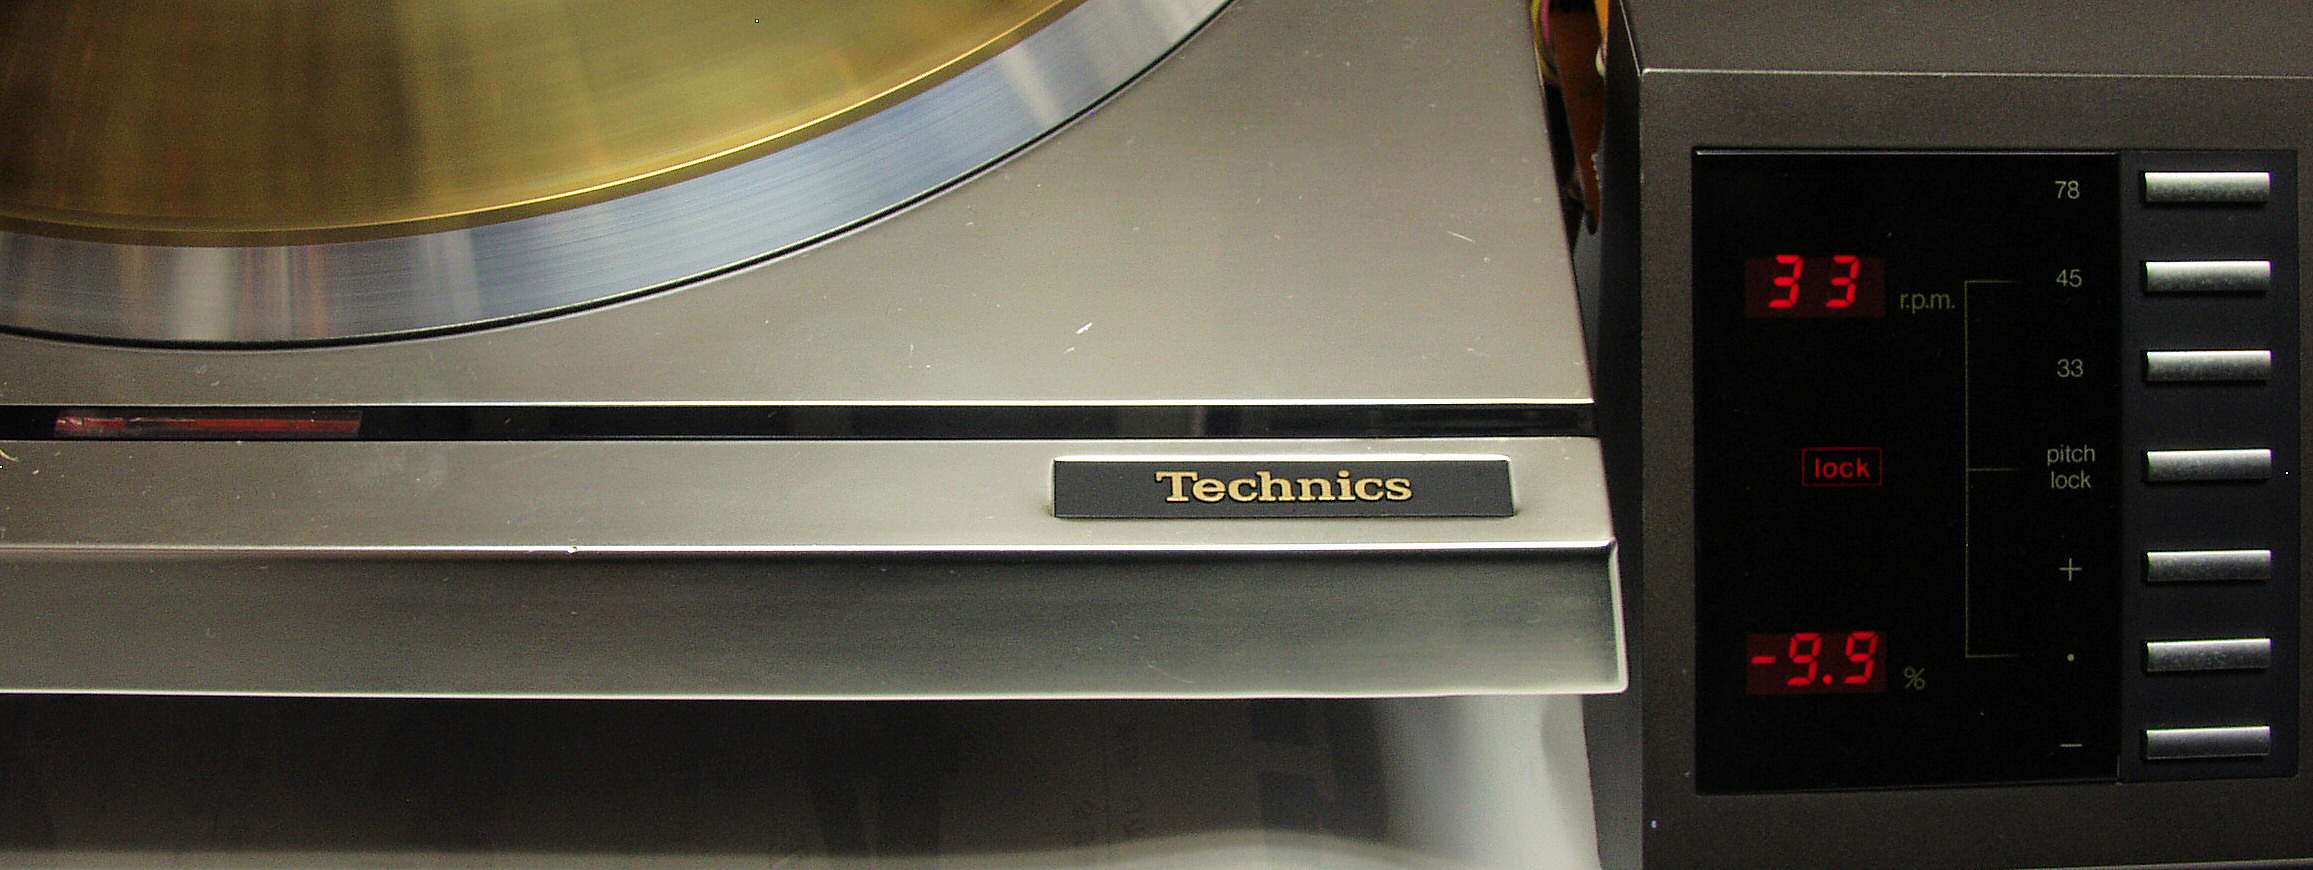 Technics
78
33 r.p.m.
45
33
lock
pitch
lock
+
-9.9 %
•
−